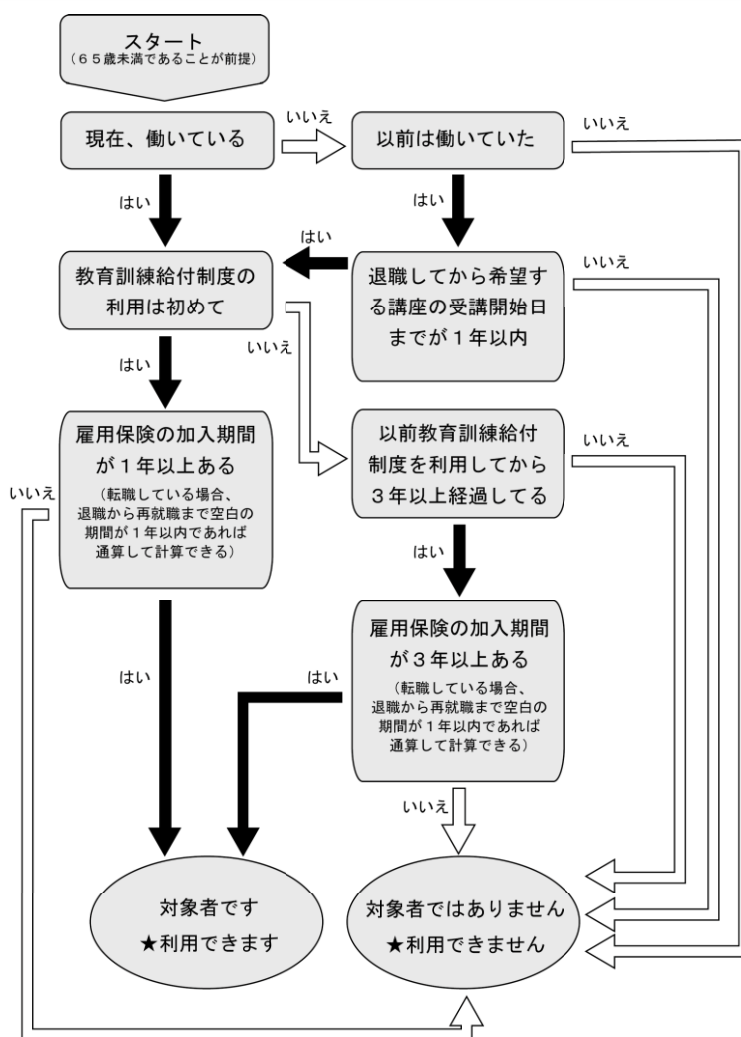 スタート
（６５歳未満であることが前提）
現在、働いている
いいえ
以前は働いていた
いいえ
はい
はい
はい
教育訓練給付制度の
利用は初めて
退職してから希望す
る講座の受講開始日
までが１年以内
いいえ
はい
いいえ
雇用保険の加入期間
が１年以上ある
（転職している場合、
退職から再就職まで空白の
期間が１年以内であれば
通算して計算できる）
いいえ
以前教育訓練給付
制度を利用してから
３年以上経過してる
いいえ
はい
雇用保険の加入期間
が３年以上ある
（転職している場合、
退職から再就職まで空白の
期間が１年以内であれば
通算して計算できる）
はい
はい
いいえ
対象者です
★利用できます
対象者ではありません
★利用できません